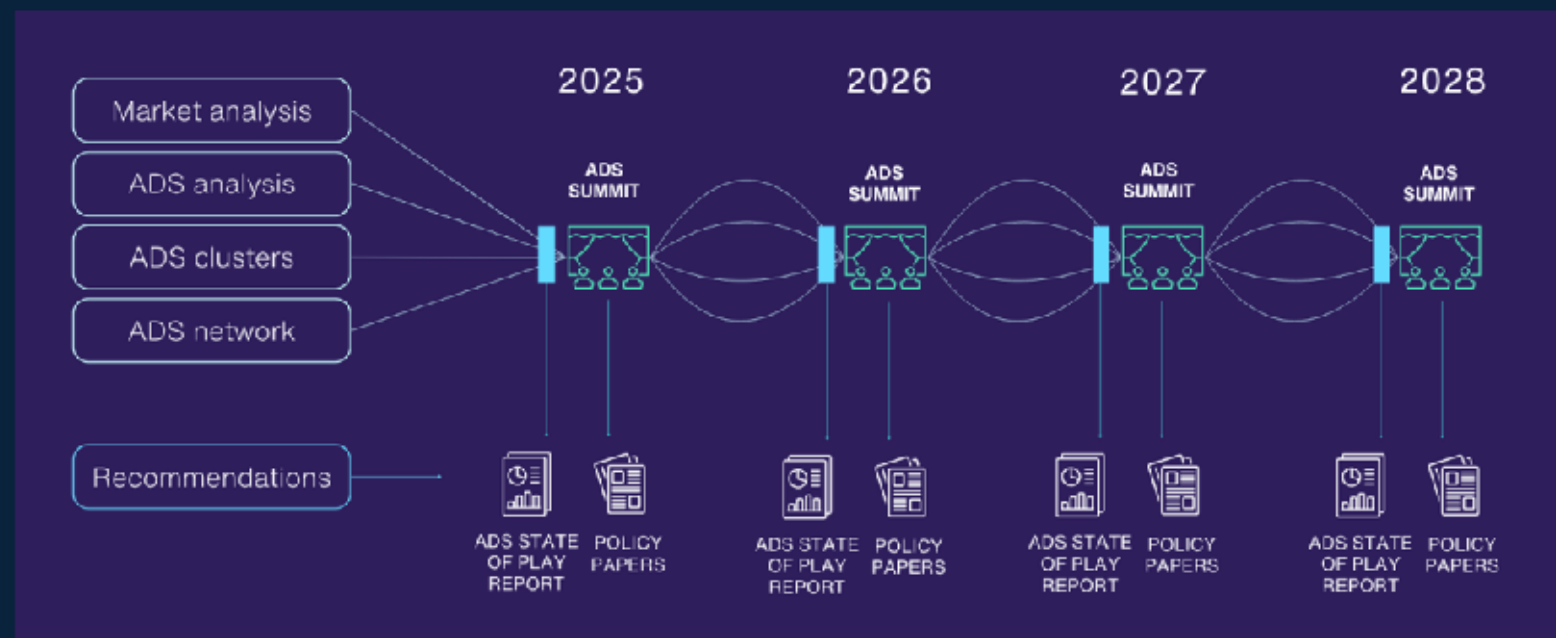 2025
2026
2027
2028
Market analysis
ADS analysis
ADS clusters
ADS network
ADS
SUMMIT
ADS
SUMMIT
ADS
SUMMIT
ADS
SUMMIT
Recommendations
ADS STATE
OF PLAY
REPORT
POLICY
PAPERS
ADS STATE
OF PLAY
REPORT
POLICY
PAPERS
ADS STATE
OF PLAY
REPORT
POLICY
PAPERS
ADS STATE
OF PLAY
REPORT
POLICY
PAPERS